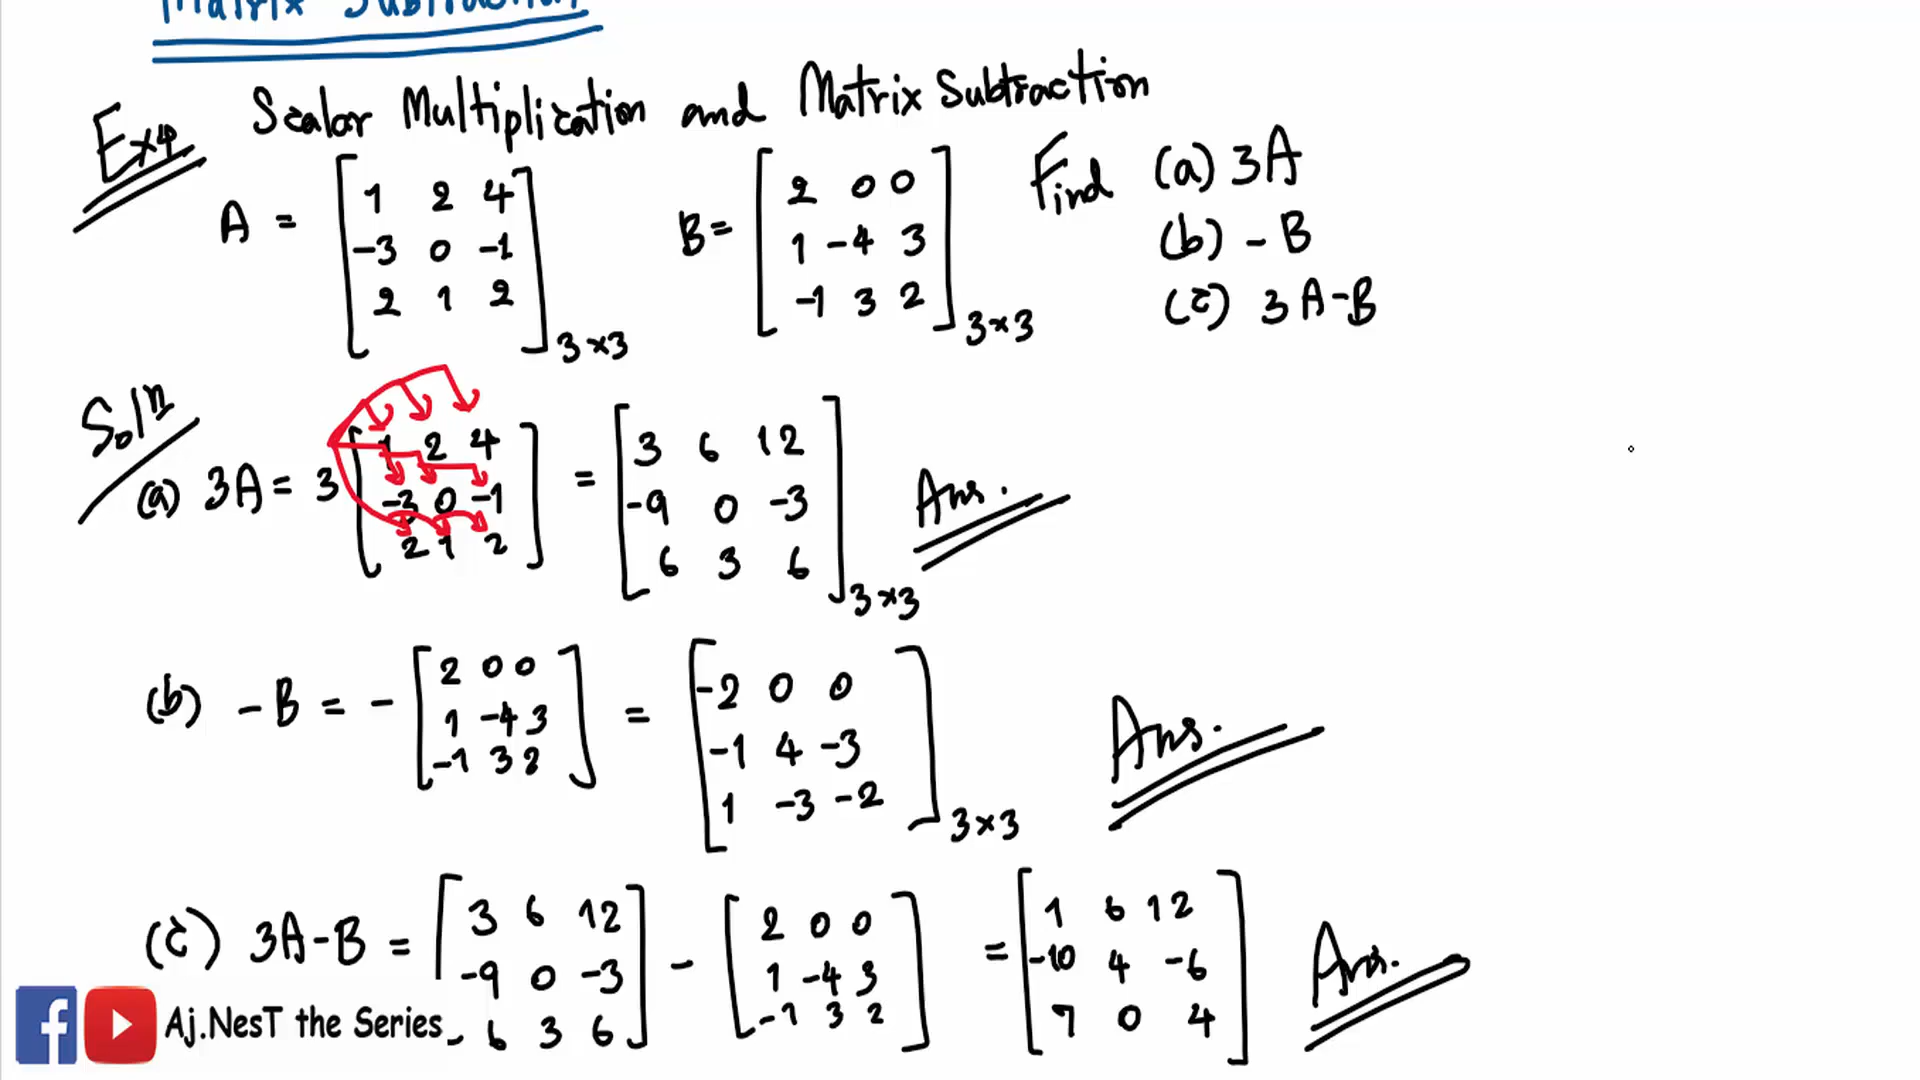 Matrix Subtraction
Ex4 Scalar Multiplication and Matrix Subtraction
A = [1 2 4
-3 0 -1
2 1 2] 3×3
B = [2 0 0
1 -4 3
-1 3 2] 3×3
Find (a) 3A
(b) -B
(c) 3A-B
Soln
(a) 3A = 3 [1 2 4
-3 0 -1
2 1 2]
= [3 6 12
-9 0 -3
6 3 6] 3×3 Ans.
(b) -B = - [2 0 0
1 -4 3
-1 3 2]
= [-2 0 0
-1 4 -3
1 -3 -2] 3×3 Ans.
(c) 3A-B = [3 6 12
-9 0 -3
6 3 6]
- [2 0 0
1 -4 3
-1 3 2]
= [1 6 12
-10 4 -6
7 0 4] Ans.
f Aj.NesT the Series